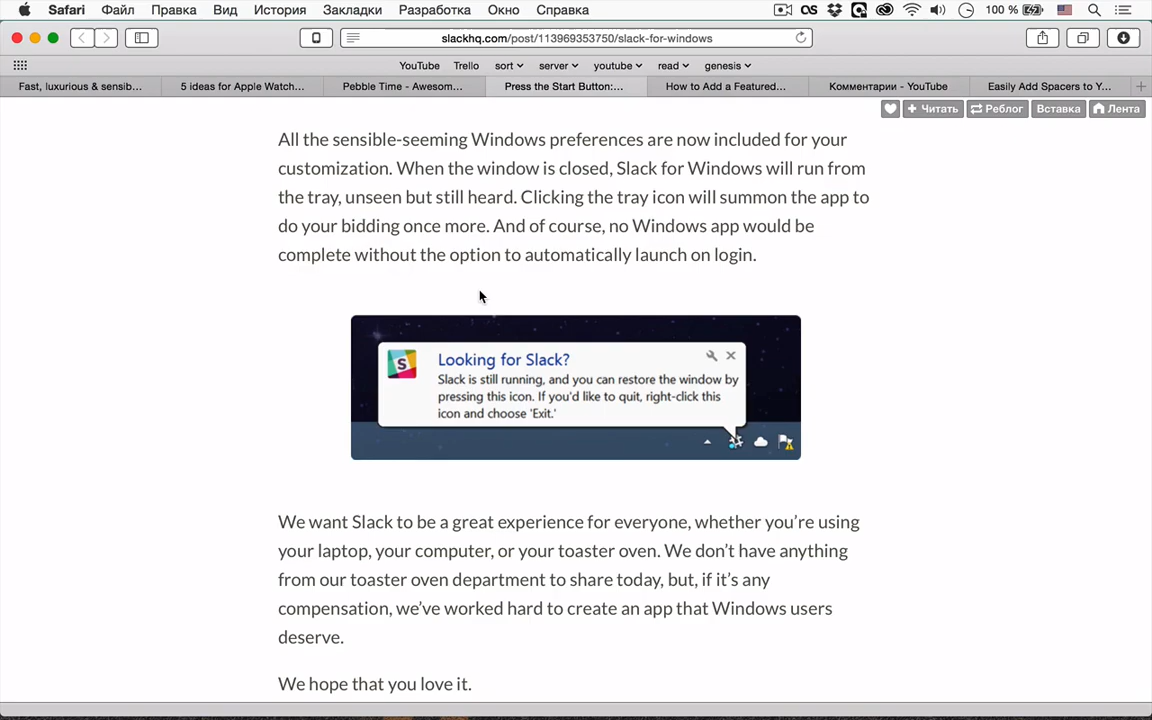 Safari Файл Правка Вид История Закладки Разработка Окно Справка 100 %
slackhq.com/post/113969353750/slack-for-windows
YouTube Trello sort server youtube read genesis
Fast, luxurious & sensib... 5 ideas for Apple Watch... Pebble Time - Awesom... Press the Start Button:... How to Add a Featured... Комментарии - YouTube Easily Add Spacers to Y...
+ Читать Реблог Вставка Лента
All the sensible-seeming Windows preferences are now included for your
customization. When the window is closed, Slack for Windows will run from
the tray, unseen but still heard. Clicking the tray icon will summon the app to
do your bidding once more. And of course, no Windows app would be
complete without the option to automatically launch on login.
S
Looking for Slack?
Slack is still running, and you can restore the window by
pressing this icon. If you'd like to quit, right-click this
icon and choose 'Exit.'
We want Slack to be a great experience for everyone, whether you’re using
your laptop, your computer, or your toaster oven. We don’t have anything
from our toaster oven department to share today, but, if it’s any
compensation, we’ve worked hard to create an app that Windows users
deserve.
We hope that you love it.